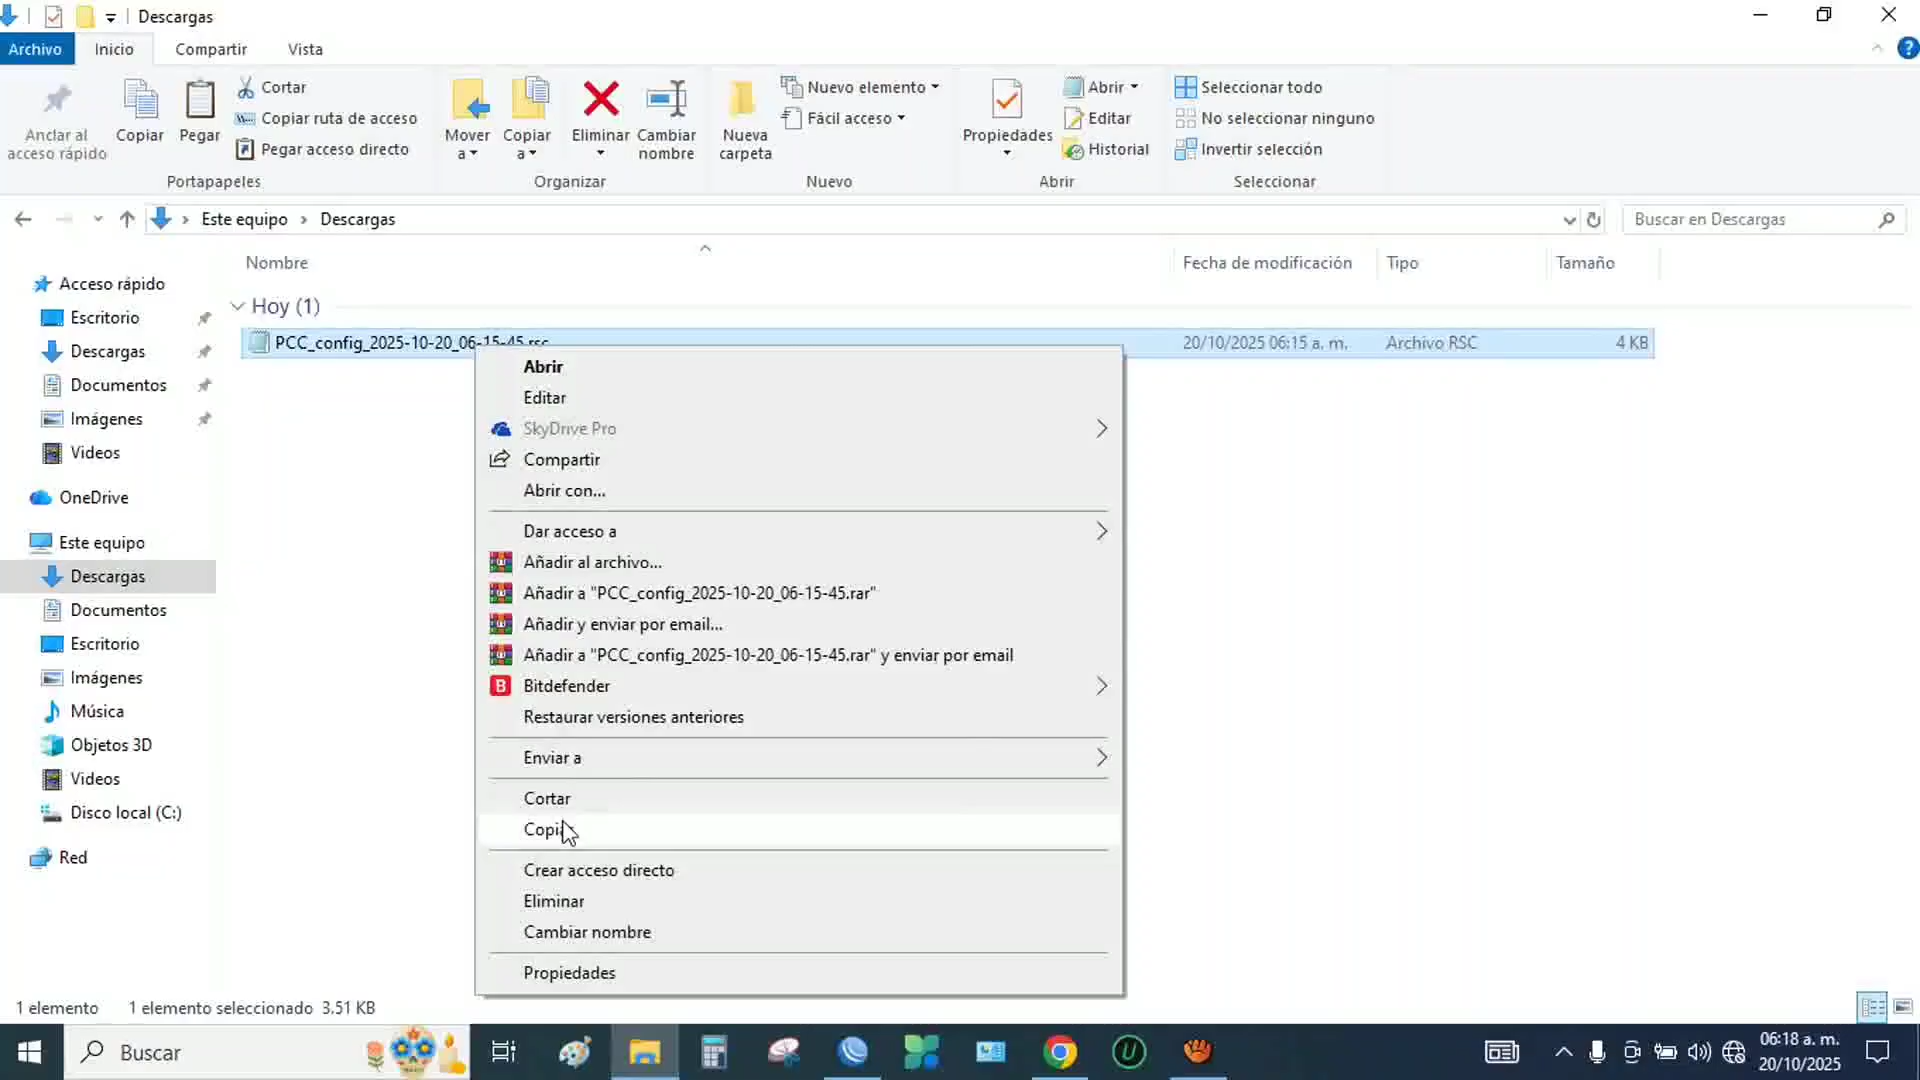 Descargas
Archivo
Inicio
Compartir
Vista
Anclar al
acceso rápido
Copiar
Pegar
Cortar
Copiar ruta de acceso
Pegar acceso directo
Portapapeles
Mover
a
Copiar
a
Eliminar
Cambiar
nombre
Organizar
Nueva
carpeta
Nuevo elemento
Fácil acceso
Nuevo
Propiedades
Abrir
Editar
Historial
Abrir
Seleccionar todo
No seleccionar ninguno
Invertir selección
Seleccionar
Este equipo
Descargas
Buscar en Descargas
Nombre
Fecha de modificación
Tipo
Tamaño
Hoy (1)
PCC_config_2025-10-20_06-15-45.rsc
20/10/2025 06:15 a. m.
Archivo RSC
4 KB
Acceso rápido
Escritorio
Descargas
Documentos
Imágenes
Videos
OneDrive
Este equipo
Descargas
Documentos
Escritorio
Imágenes
Música
Objetos 3D
Videos
Disco local (C:)
Red
Abrir
Editar
SkyDrive Pro
Compartir
Abrir con...
Dar acceso a
Añadir al archivo...
Añadir a "PCC_config_2025-10-20_06-15-45.rar"
Añadir y enviar por email...
Añadir a "PCC_config_2025-10-20_06-15-45.rar" y enviar por email
Bitdefender
Restaurar versiones anteriores
Enviar a
Cortar
Copiar
Crear acceso directo
Eliminar
Cambiar nombre
Propiedades
1 elemento
1 elemento seleccionado 3.51 KB
Buscar
06:18 a. m.
20/10/2025